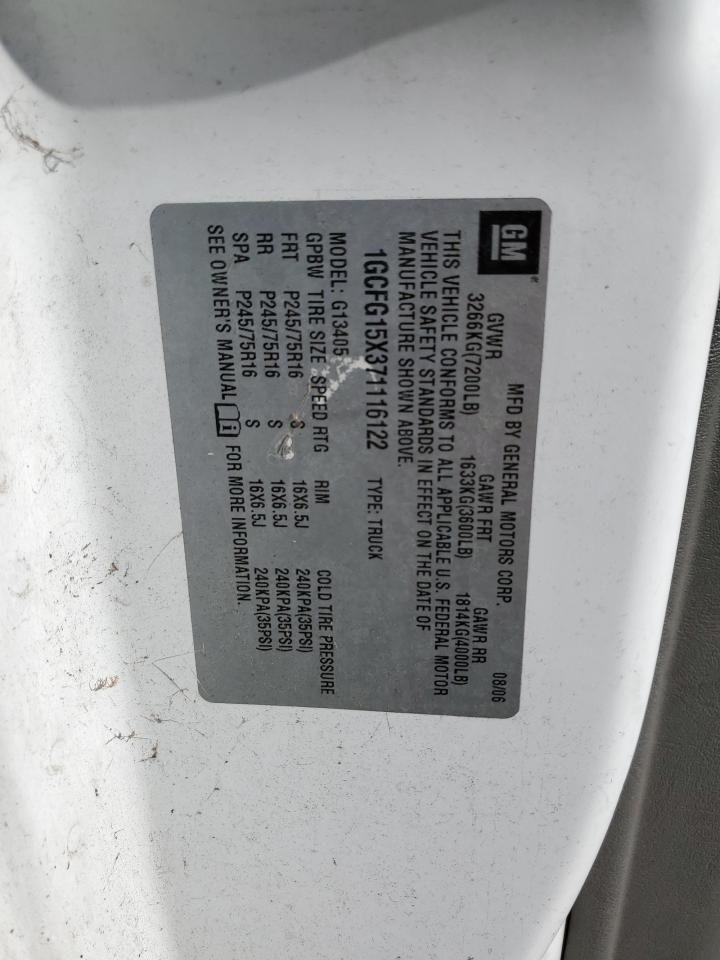 GM ®
MFD BY GENERAL MOTORS CORP.
08/06
GVWR GAWR FRT GAWR RR
3266KG(7200LB) 1633KG(3600LB) 1814KG(4000LB)
THIS VEHICLE CONFORMS TO ALL APPLICABLE U.S. FEDERAL MOTOR
VEHICLE SAFETY STANDARDS IN EFFECT ON THE DATE OF
MANUFACTURE SHOWN ABOVE.
1GCFG15X371116122 TYPE: TRUCK
MODEL: G13405
GPBW TIRE SIZE SPEED RTG RIM COLD TIRE PRESSURE
FRT P245/75R16 S 16X6.5J 240KPA(35PSI)
RR P245/75R16 S 16X6.5J 240KPA(35PSI)
SPA P245/75R16 S 16X6.5J 240KPA(35PSI)
SEE OWNER'S MANUAL FOR MORE INFORMATION.